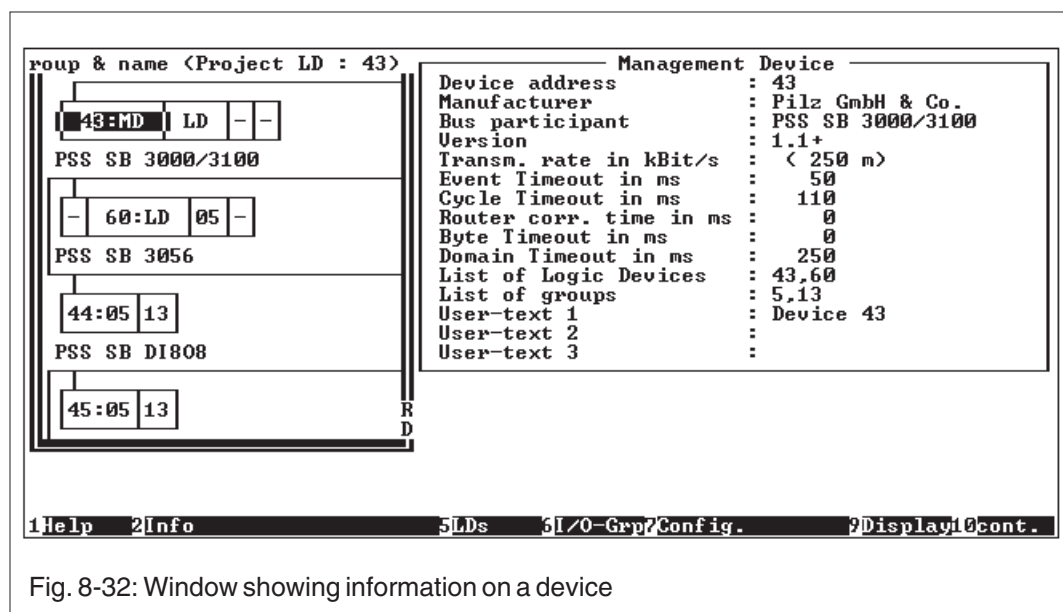 roup & name (Project LD : 43)
43:MD LD - -
PSS SB 3000/3100
- 60:LD 05 -
PSS SB 3056
44:05 13
PSS SB DI8O8
45:05 13
R
D
Management Device
Device address : 43
Manufacturer : Pilz GmbH & Co.
Bus participant : PSS SB 3000/3100
Version : 1.1+
Transm. rate in kBit/s : ( 250 m)
Event Timeout in ms : 50
Cycle Timeout in ms : 110
Router corr. time in ms : 0
Byte Timeout in ms : 0
Domain Timeout in ms : 250
List of Logic Devices : 43,60
List of groups : 5,13
User-text 1 : Device 43
User-text 2 :
User-text 3 :
1Help 2Info 5LDs 6I/O-Grp7Config. 9Display10cont.
Fig. 8-32: Window showing information on a device